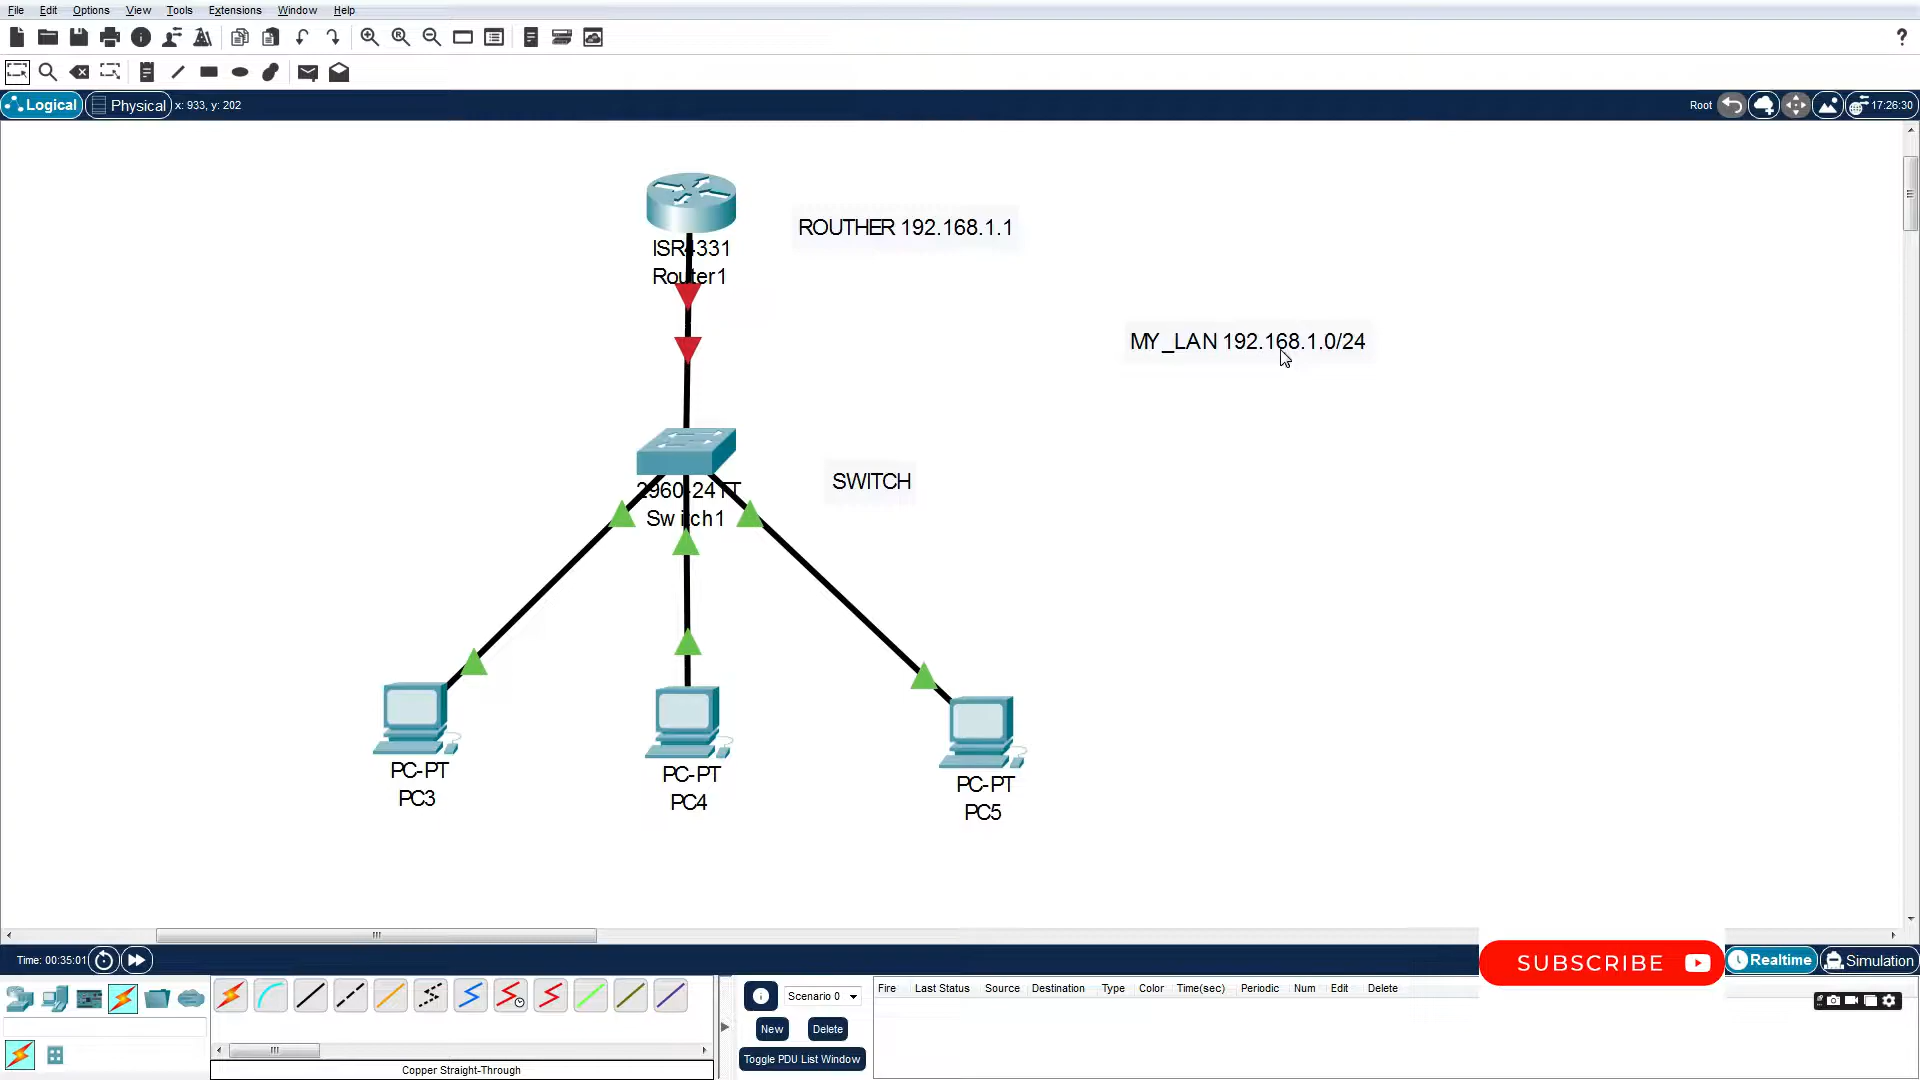 File Edit Options View Tools Extensions Window Help
?
Logical Physical x: 933, y: 202 Root 17:26:30
ROUTHER 192.168.1.1
ISR4331
Router1
MY_LAN 192.168.1.0/24
SWITCH
2960-24TT
Switch1
PC-PT
PC3
PC-PT
PC4
PC-PT
PC5
Time: 00:35:01
SUBSCRIBE
Realtime Simulation
Scenario 0
New Delete
Toggle PDU List Window
Fire Last Status Source Destination Type Color Time(sec) Periodic Num Edit Delete
Copper Straight-Through